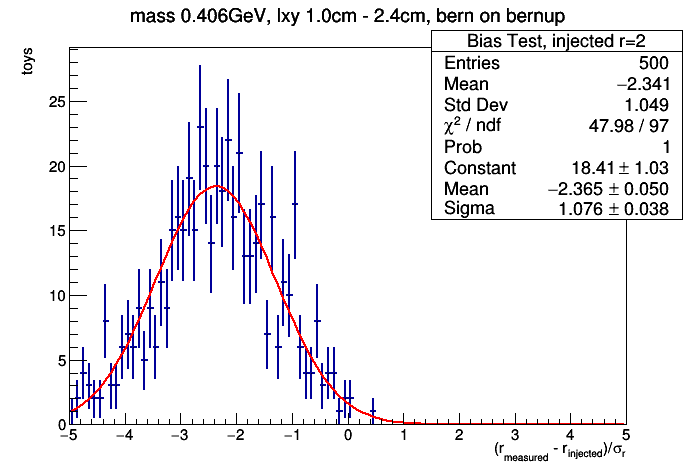 mass 0.406GeV, lxy 1.0cm - 2.4cm, bern on bernup
Bias Test, injected r=2
Entries 500
Mean −2.341
Std Dev 1.049
χ² / ndf 47.98 / 97
Prob 1
Constant 18.41 ± 1.03
Mean −2.365 ± 0.050
Sigma 1.076 ± 0.038
toys
25
20
15
10
5
0
−5 −4 −3 −2 −1 0 1 2 3 4 5
(r_measured - r_injected)/σ_r